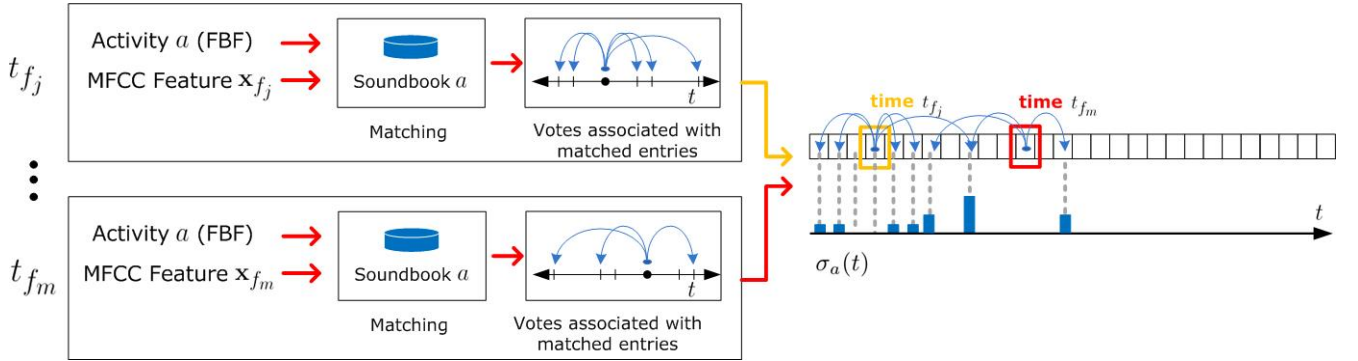 t_{f_j}
Activity a (FBF)
MFCC Feature x_{f_j}
Soundbook a
Matching
t
Votes associated with
matched entries
t_{f_m}
Activity a (FBF)
MFCC Feature x_{f_m}
Soundbook a
Matching
t
Votes associated with
matched entries
time t_{f_j}
time t_{f_m}
t
σ_a(t)